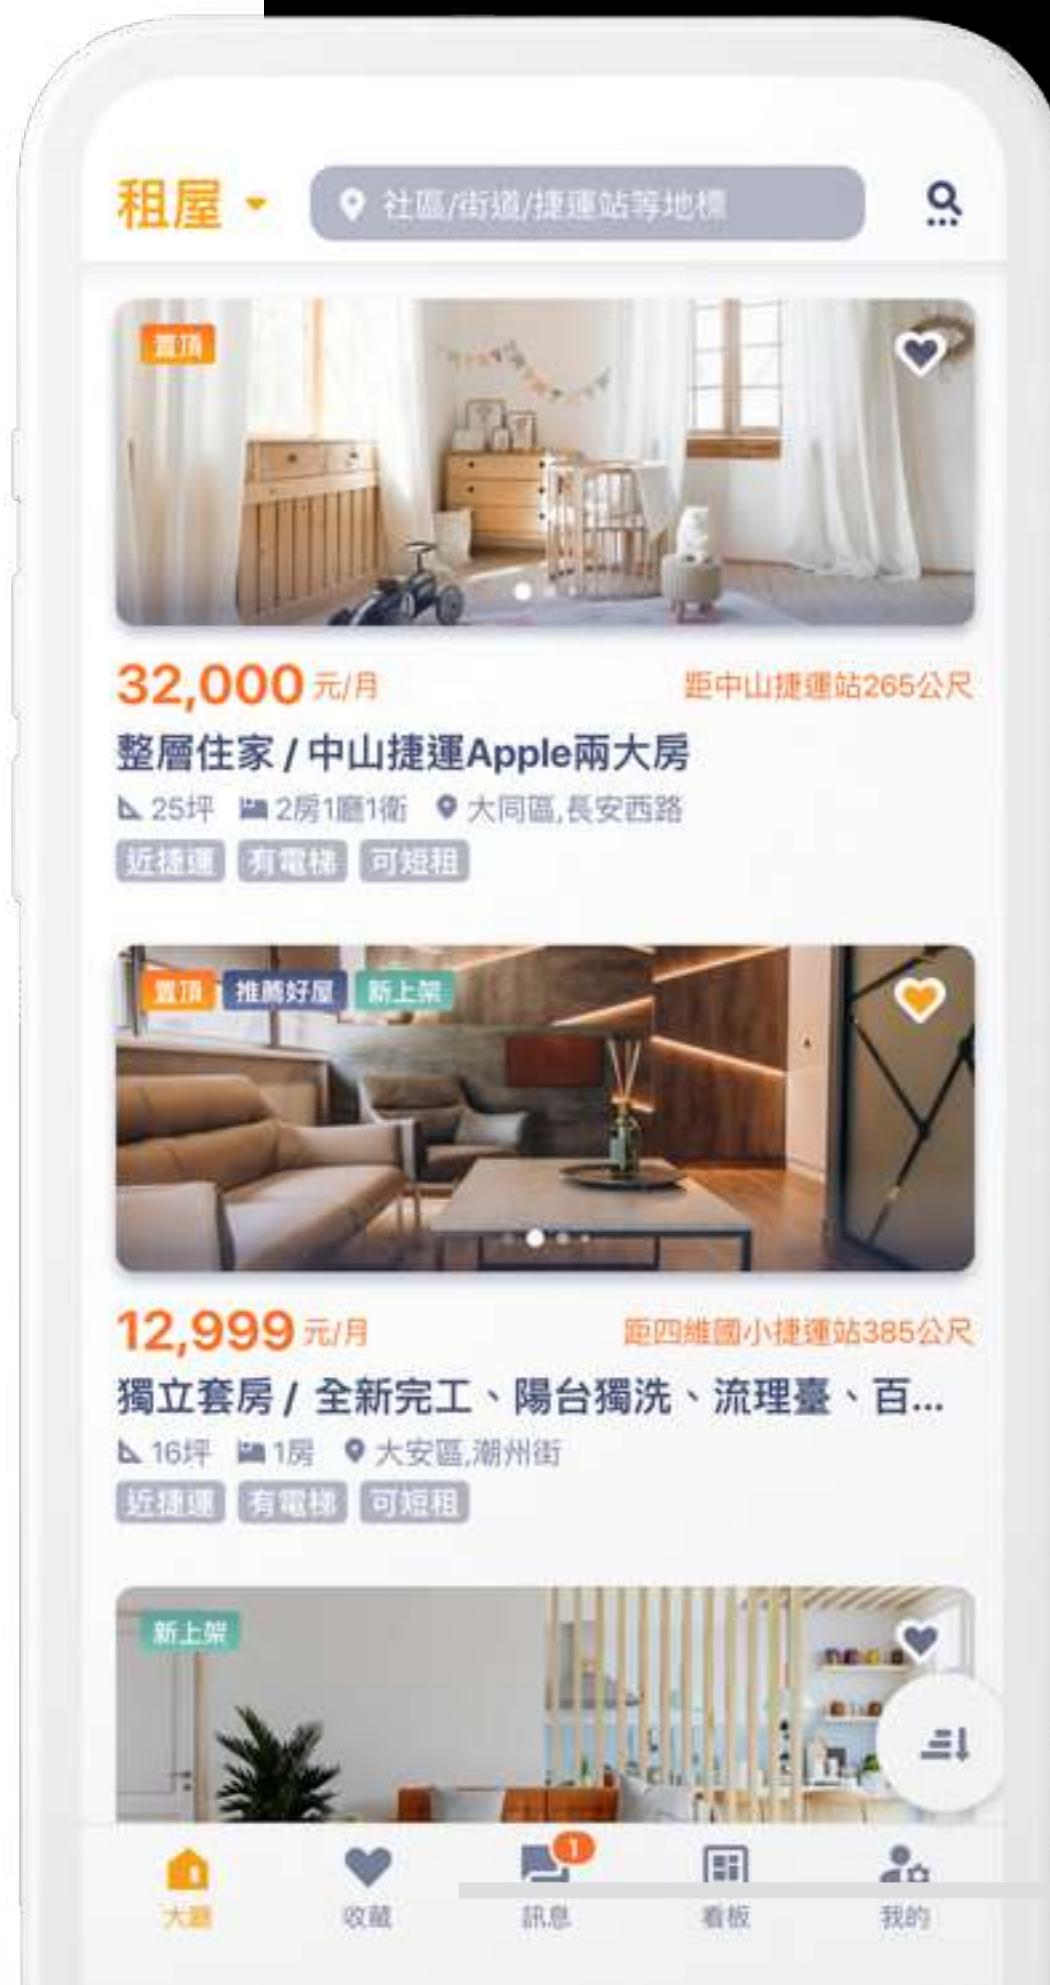 租屋
社區/街道/捷運站等地標
置頂
32,000 元/月
距中山捷運站265公尺
整層住家 / 中山捷運Apple兩大房
25坪 2房1廳1衛 大同區,長安西路
近捷運 有電梯 可短租
置頂 推薦好屋 新上架
12,999 元/月
距四維國小捷運站385公尺
獨立套房 / 全新完工、陽台獨洗、流理臺、百...
16坪 1房 大安區,潮州街
近捷運 有電梯 可短租
新上架
1
大廳 收藏 訊息 看板 我的